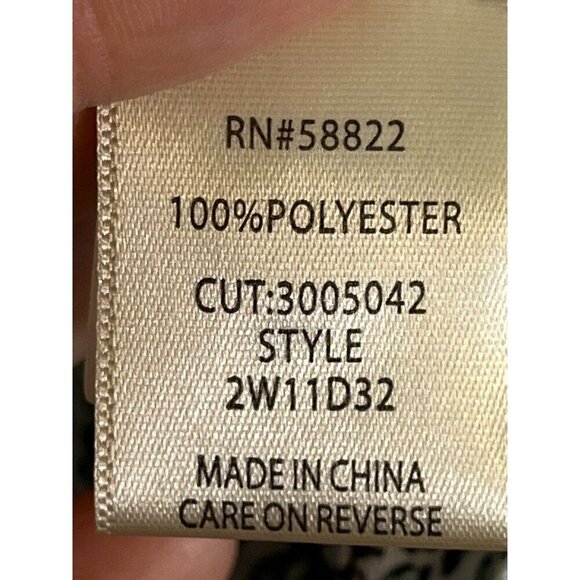 RN#58822
100%POLYESTER
CUT:3005042
STYLE
2W11D32
MADE IN CHINA
CARE ON REVERSE